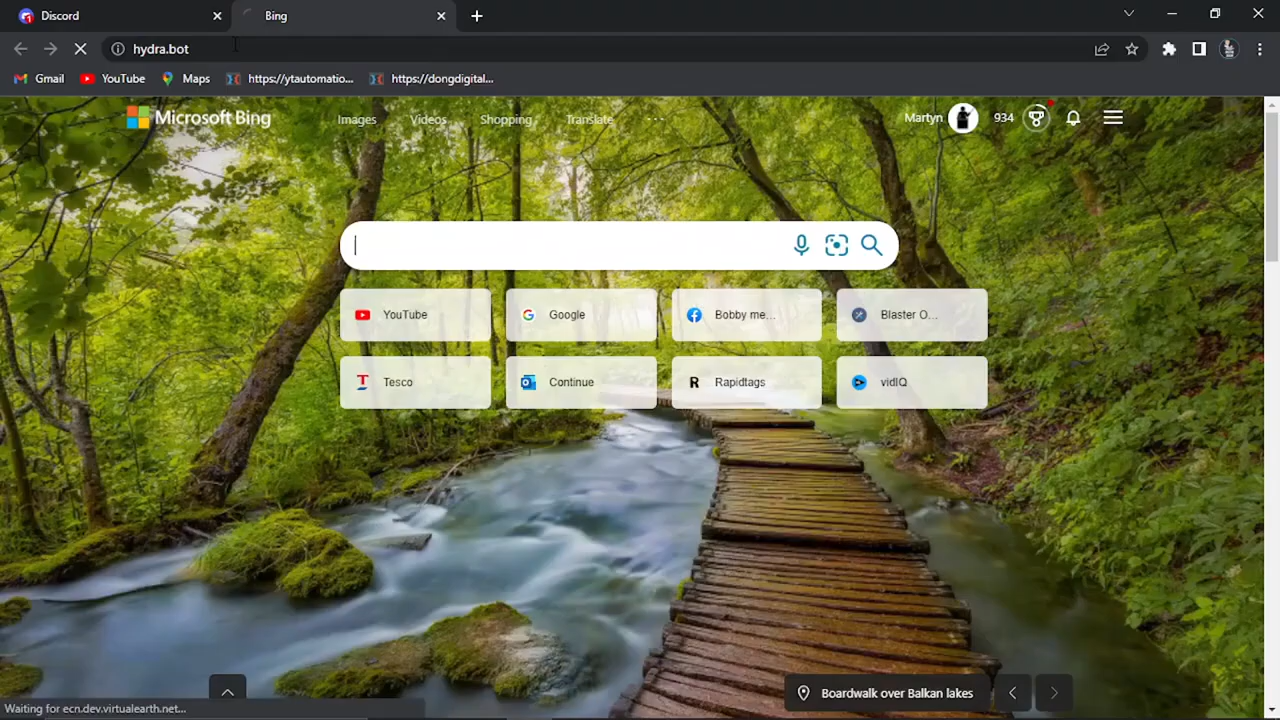 Discord
Bing
hydra.bot
Gmail
YouTube
Maps
https://ytautomatio...
https://dongdigital...
Microsoft Bing
Images
Videos
Shopping
Translate
...
Martyn
934
YouTube
Google
Bobby me...
Blaster O...
Tesco
Continue
Rapidtags
vidIQ
Boardwalk over Balkan lakes
Waiting for ecn.dev.virtualearth.net...